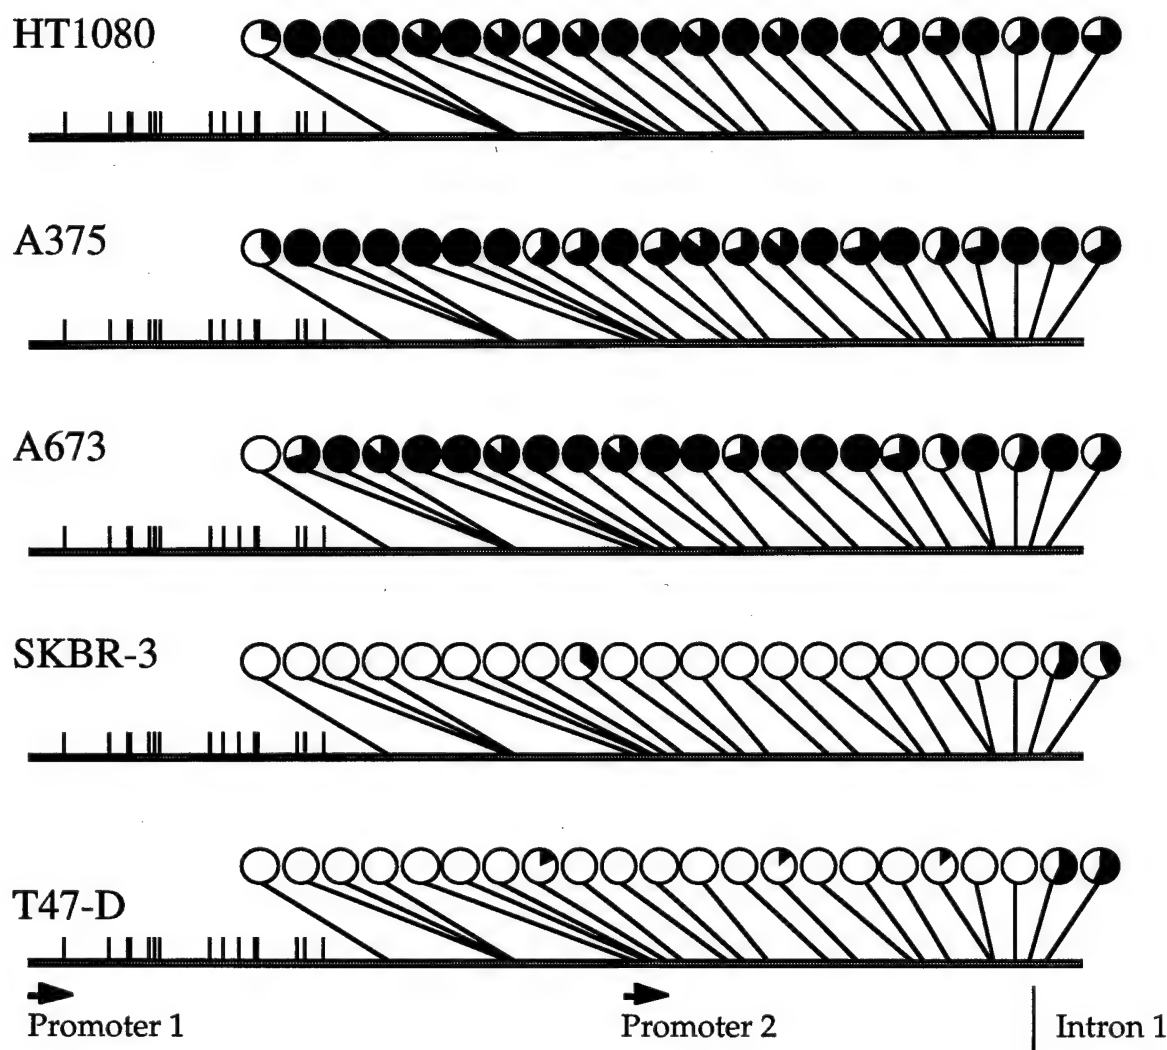 HT1080
A375
A673
SKBR-3
T47-D
Promoter 1
Promoter 2
Intron 1